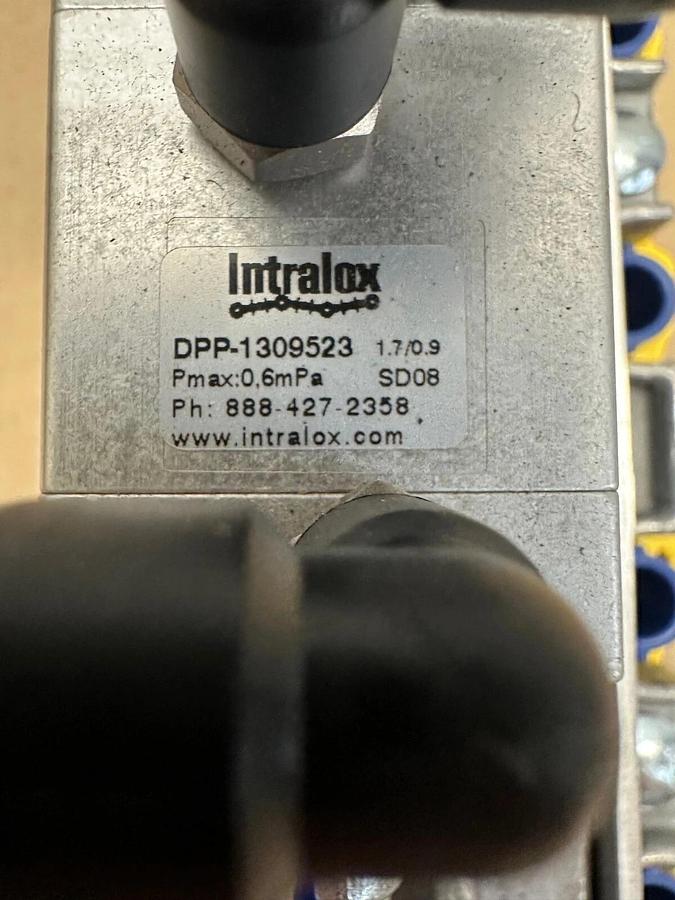 Intralox
DPP-1309523 1.7/0.9
Pmax:0,6mPa SD08
Ph: 888-427-2358
www.intralox.com